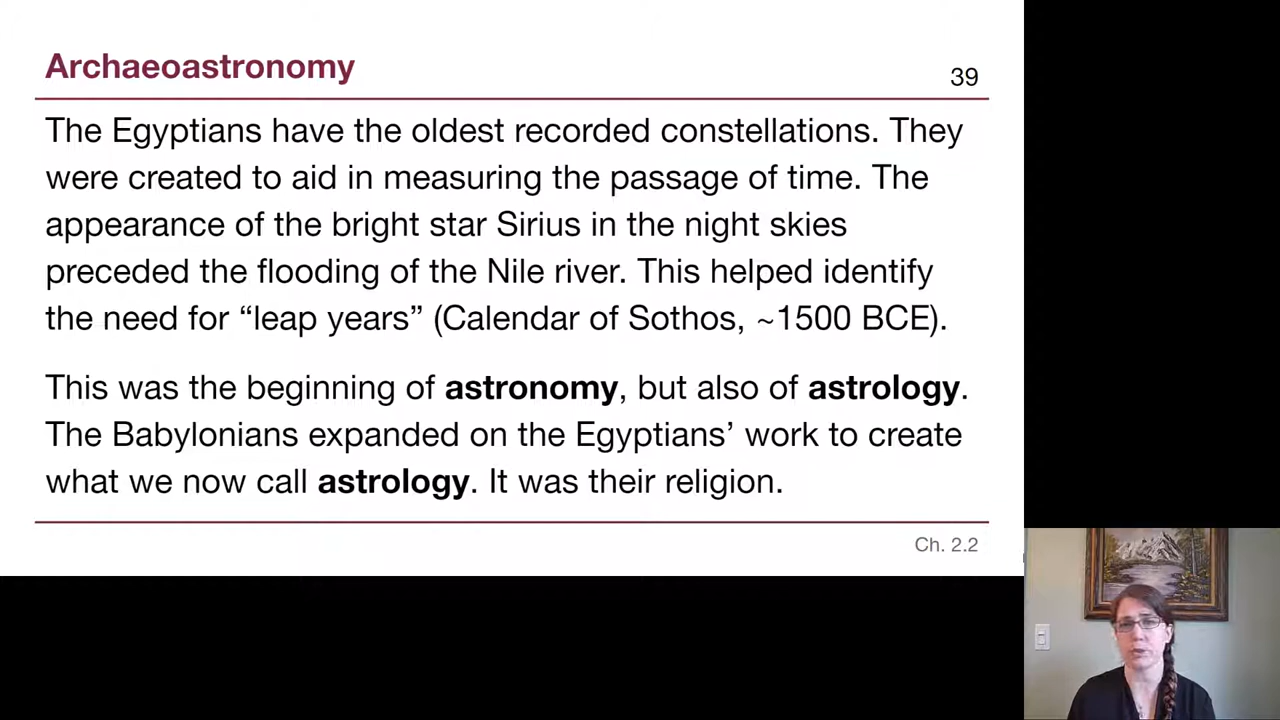 Archaeoastronomy
39
The Egyptians have the oldest recorded constellations. They
were created to aid in measuring the passage of time. The
appearance of the bright star Sirius in the night skies
preceded the flooding of the Nile river. This helped identify
the need for “leap years” (Calendar of Sothos, ~1500 BCE).
This was the beginning of astronomy, but also of astrology.
The Babylonians expanded on the Egyptians’ work to create
what we now call astrology. It was their religion.
Ch. 2.2